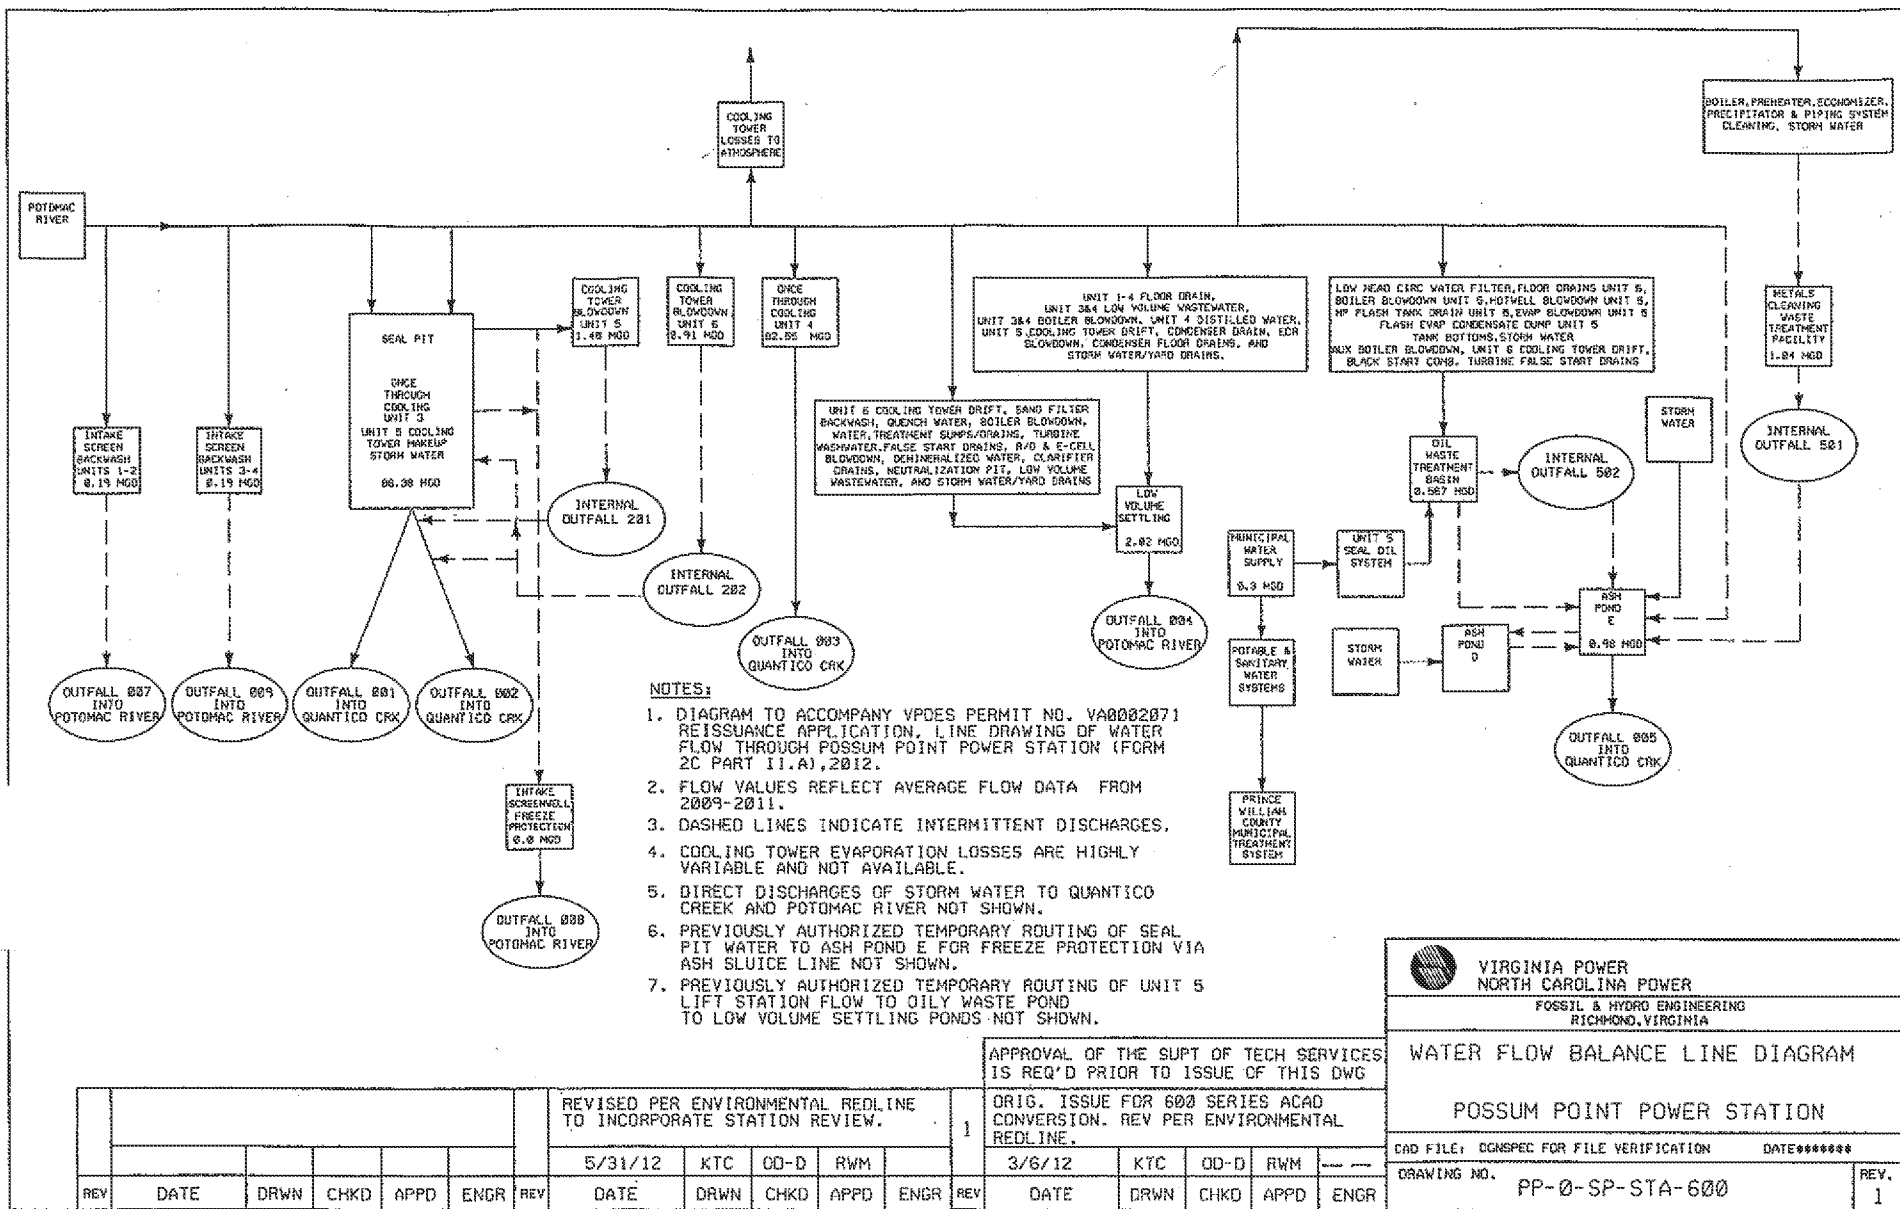 COOLING
TOWER
LOSSES TO
ATMOSPHERE
BOILER, PREHEATER, ECONOMIZER,
PRECIPITATOR & PIPING SYSTEM
CLEANING, STORM WATER
POTOMAC
RIVER
COOLING
TOWER
BLOWDOWN
UNIT 5
1.48 MGD
COOLING
TOWER
BLOWDOWN
UNIT 6
0.91 MGD
ONCE
THROUGH
COOLING
UNIT 4
82.55 MGD
UNIT 1-4 FLOOR DRAIN,
UNIT 3&4 LOW VOLUME WASTEWATER,
UNIT 3&4 BOILER BLOWDOWN, UNIT 4 DISTILLED WATER,
UNIT 5 COOLING TOWER DRIFT, CONDENSER DRAIN, EDR
BLOWDOWN, CONDENSER FLOOR DRAINS, AND
STORM WATER/YARD DRAINS.
LOW HEAD CIRC WATER FILTER, FLOOR DRAINS UNIT 5,
BOILER BLOWDOWN UNIT 5, HOTWELL BLOWDOWN UNIT 5,
HP FLASH TANK DRAIN UNIT 5, EVAP BLOWDOWN UNIT 5
FLASH EVAP CONDENSATE DUMP UNIT 5
TANK BOTTOMS, STORM WATER
AUX BOILER BLOWDOWN, UNIT 6 COOLING TOWER DRIFT,
BLACK START COMB. TURBINE FALSE START DRAINS
METALS
CLEANING
WASTE
TREATMENT
FACILITY
1.04 MGD
SEAL PIT
ONCE
THROUGH
COOLING
UNIT 3
UNIT 5 COOLING
TOWER MAKEUP
STORM WATER
86.38 MGD
INTAKE
SCREEN
BACKWASH
UNITS 1-2
0.19 MGD
INTAKE
SCREEN
BACKWASH
UNITS 3-4
0.19 MGD
UNIT 6 COOLING TOWER DRIFT, SAND FILTER
BACKWASH, QUENCH WATER, BOILER BLOWDOWN,
WATER TREATMENT SUMPS/DRAINS, TURBINE
WASHWATER, FALSE START DRAINS, R/O & E-CELL
BLOWDOWN, DEMINERALIZED WATER, CLARIFIER
DRAINS, NEUTRALIZATION PIT, LOW VOLUME
WASTEWATER, AND STORM WATER/YARD DRAINS
STORM
WATER
INTERNAL
OUTFALL 501
OIL
WASTE
TREATMENT
BASIN
0.567 MGD
INTERNAL
OUTFALL 502
INTERNAL
OUTFALL 201
LOW
VOLUME
SETTLING
2.02 MGD
MUNICIPAL
WATER
SUPPLY
0.3 MGD
UNIT 5
SEAL OIL
SYSTEM
INTERNAL
OUTFALL 202
ASH
POND
E
0.98 MGD
OUTFALL 003
INTO
QUANTICO CRK
OUTFALL 004
INTO
POTOMAC RIVER
POTABLE &
SANITARY
WATER
SYSTEMS
STORM
WATER
ASH
POND
D
OUTFALL 007
INTO
POTOMAC RIVER
OUTFALL 009
INTO
POTOMAC RIVER
OUTFALL 001
INTO
QUANTICO CRK
OUTFALL 002
INTO
QUANTICO CRK
OUTFALL 005
INTO
QUANTICO CRK
INTAKE
SCREENWELL
FREEZE
PROTECTION
0.0 MGD
PRINCE
WILLIAM
COUNTY
MUNICIPAL
TREATMENT
SYSTEM
OUTFALL 008
INTO
POTOMAC RIVER
NOTES:
1. DIAGRAM TO ACCOMPANY VPDES PERMIT NO. VA0002071
REISSUANCE APPLICATION, LINE DRAWING OF WATER
FLOW THROUGH POSSUM POINT POWER STATION (FORM
2C PART II.A),2012.
2. FLOW VALUES REFLECT AVERAGE FLOW DATA FROM
2009-2011.
3. DASHED LINES INDICATE INTERMITTENT DISCHARGES.
4. COOLING TOWER EVAPORATION LOSSES ARE HIGHLY
VARIABLE AND NOT AVAILABLE.
5. DIRECT DISCHARGES OF STORM WATER TO QUANTICO
CREEK AND POTOMAC RIVER NOT SHOWN.
6. PREVIOUSLY AUTHORIZED TEMPORARY ROUTING OF SEAL
PIT WATER TO ASH POND E FOR FREEZE PROTECTION VIA
ASH SLUICE LINE NOT SHOWN.
7. PREVIOUSLY AUTHORIZED TEMPORARY ROUTING OF UNIT 5
LIFT STATION FLOW TO OILY WASTE POND
TO LOW VOLUME SETTLING PONDS NOT SHOWN.
VIRGINIA POWER
NORTH CAROLINA POWER
FOSSIL & HYDRO ENGINEERING
RICHMOND, VIRGINIA
WATER FLOW BALANCE LINE DIAGRAM
POSSUM POINT POWER STATION
CAD FILE: DGNSPEC FOR FILE VERIFICATION DATE*******
DRAWING NO.
PP-0-SP-STA-600
REV.
1
APPROVAL OF THE SUPT OF TECH SERVICES
IS REQ'D PRIOR TO ISSUE OF THIS DWG
REVISED PER ENVIRONMENTAL REDLINE
TO INCORPORATE STATION REVIEW.
1
ORIG. ISSUE FOR 600 SERIES ACAD
CONVERSION. REV PER ENVIRONMENTAL
REDLINE.
5/31/12 KTC OD-D RWM
3/6/12 KTC OD-D RWM -- --
REV DATE DRWN CHKD APPD ENGR REV DATE DRWN CHKD APPD ENGR REV DATE DRWN CHKD APPD ENGR